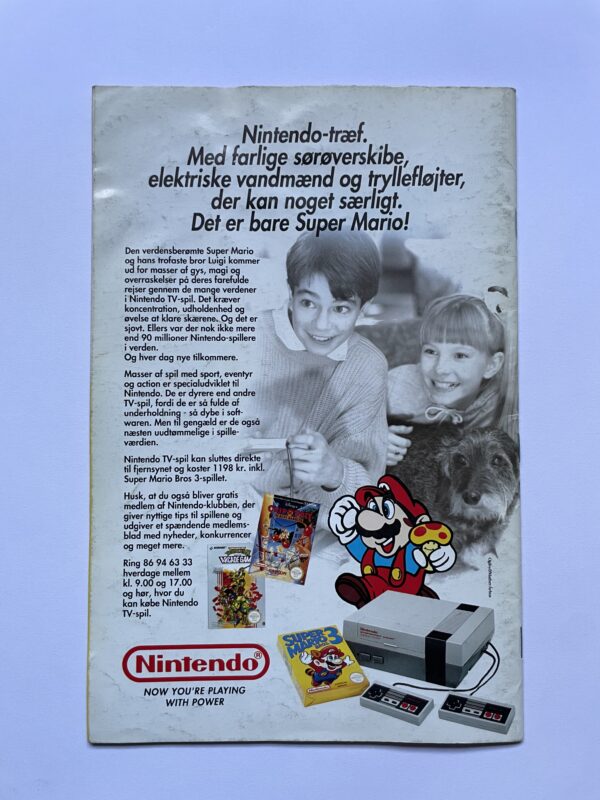 Nintendo-træf.
Med farlige sørøverskibe,
elektriske vandmænd og tryllefløjter,
der kan noget særligt.
Det er bare Super Mario!
Den verdensberømte Super Mario
og hans trofaste bror Luigi kommer
ud for masser af gys, magi og
overraskelser på deres farefulde
rejser gennem de mange verdener
i Nintendo TV-spil. Det kræver
koncentration, udholdenhed og
øvelse at klare skærene. Og det er
sjovt. Ellers var der nok ikke mere
end 90 millioner Nintendo-spillere
i verden.
Og hver dag nye tilkommere.
Masser af spil med sport, eventyr
og action er specialudviklet til
Nintendo. De er dyrere end andre
TV-spil, fordi de er så fulde af
underholdning - så dybe i soft-
waren. Men til gengæld er de også
næsten uudtømmelige i spille-
værdien.
Nintendo TV-spil kan sluttes direkte
til fjernsynet og koster 1198 kr. inkl.
Super Mario Bros 3-spillet.
Husk, at du også bliver gratis
medlem af Nintendo-klubben, der
giver nyttige tips til spillene og
udgiver et spændende medlems-
blad med nyheder, konkurrencer
og meget mere.
Ring 86 94 63 33
hverdage mellem
kl. 9.00 og 17.00
og hør, hvor du
kan købe Nintendo
TV-spil.
SUPER
MARIO 3
Nintendo®
NOW YOU'RE PLAYING
WITH POWER